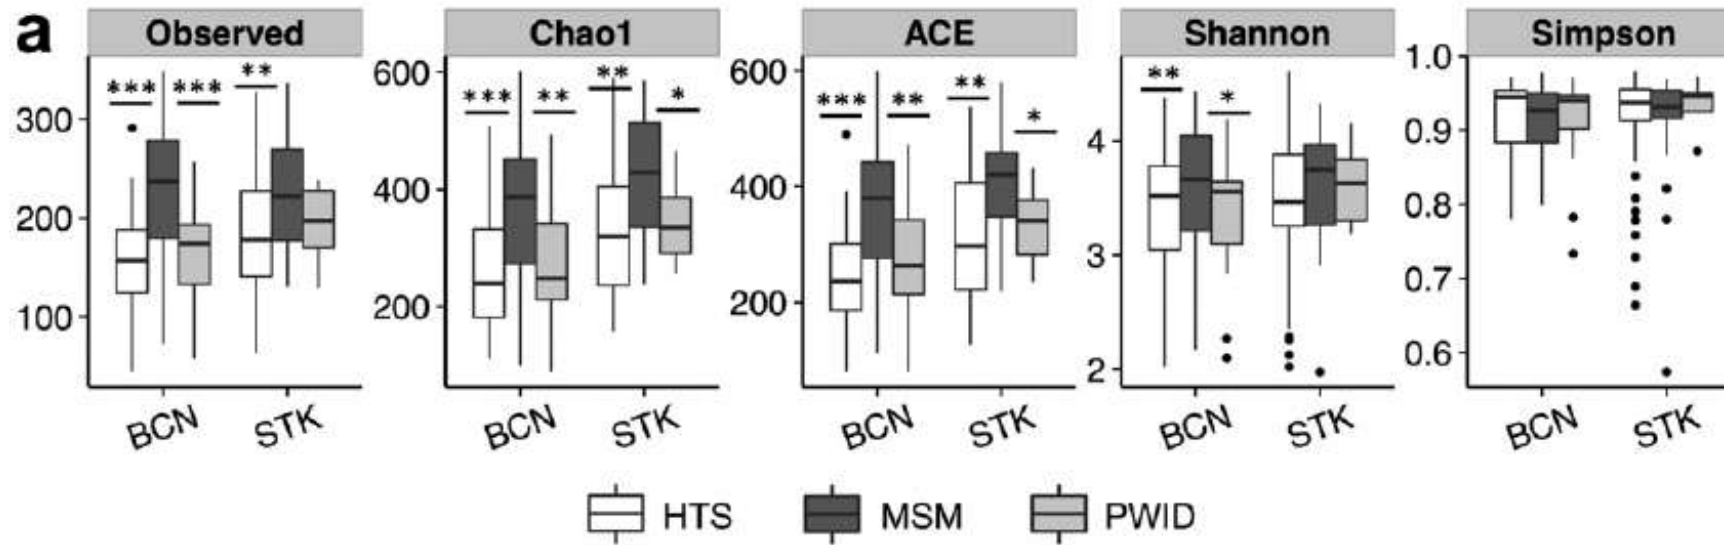 a
Observed Chao1 ACE Shannon Simpson
*** *** **
*** ** ** *
*** ** ** *
** *
300
200
100
600
400
200
600
400
200
4
3
2
1.0
0.9
0.8
0.7
0.6
BCN STK BCN STK BCN STK BCN STK BCN STK
HTS MSM PWID